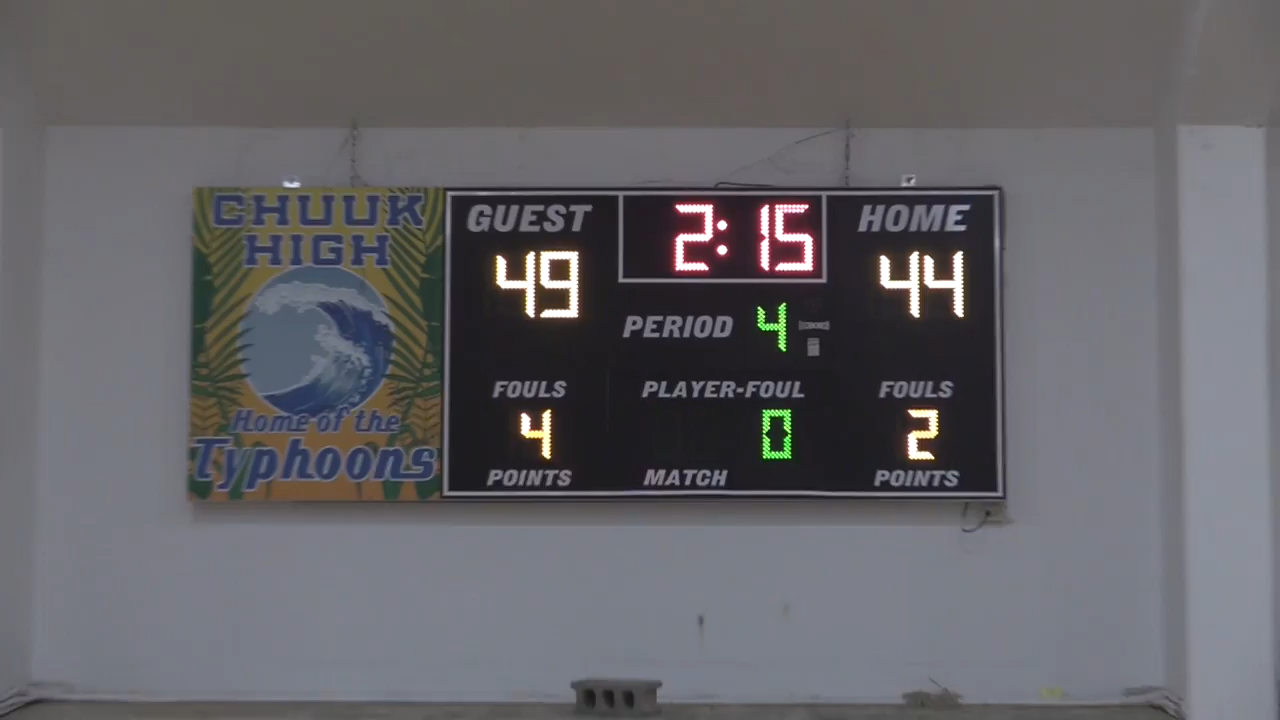 CHUUK
HIGH
Home of the
Typhoons
GUEST
2:15
HOME
49
44
PERIOD 4
FOULS
PLAYER-FOUL
FOULS
4
0
2
POINTS
MATCH
POINTS